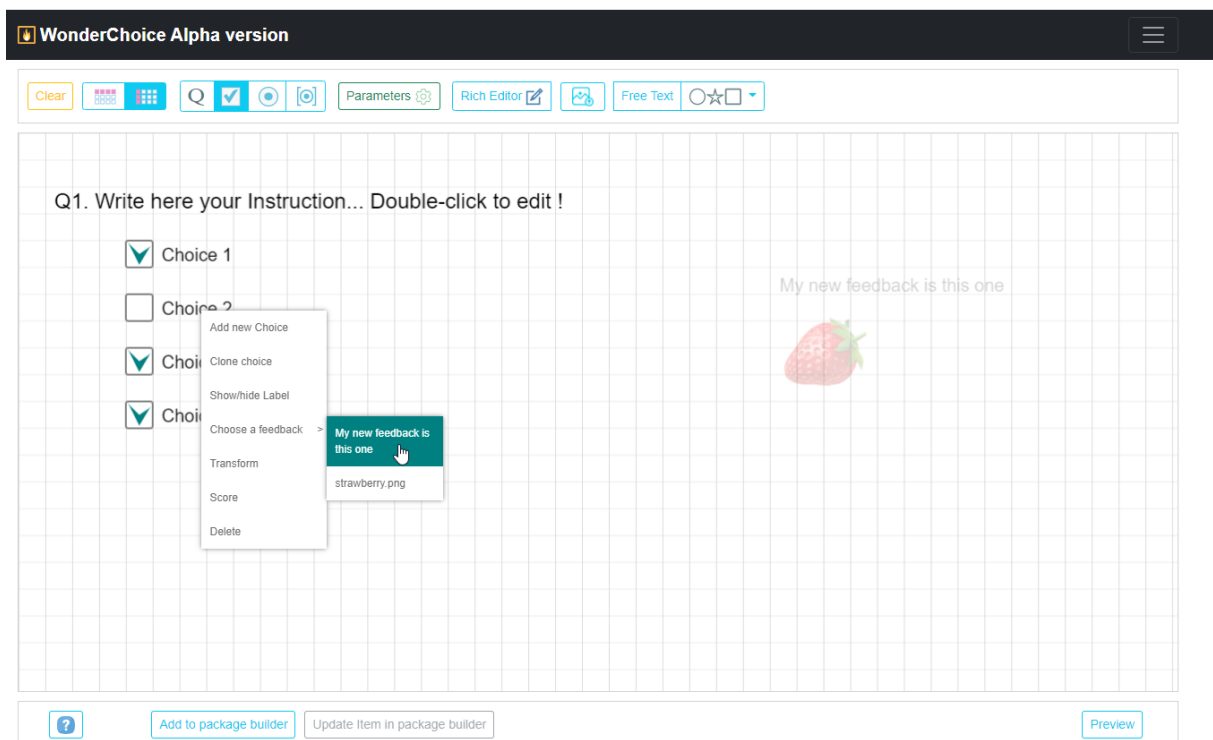 WonderChoice Alpha version
Clear
Q
Parameters
Rich Editor
Free Text
Q1. Write here your Instruction... Double-click to edit !
Choice 1
My new feedback is this one
Choice 2
Add new Choice
Choi
Clone choice
Show/hide Label
Choi
Choose a feedback >
My new feedback is
this one
Transform
strawberry.png
Score
Delete
?
Add to package builder
Update Item in package builder
Preview